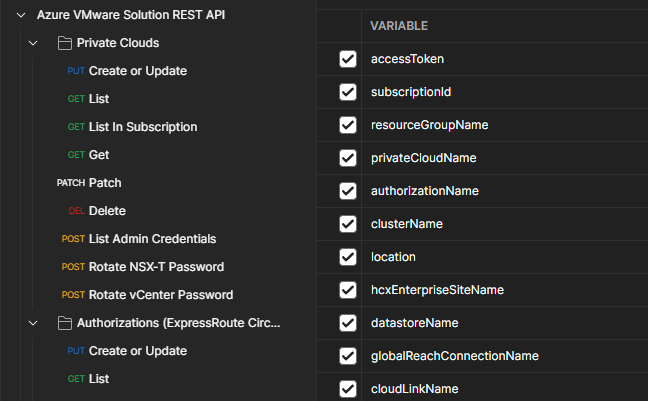 Azure VMware Solution REST API
Private Clouds
PUT Create or Update
GET List
GET List In Subscription
GET Get
PATCH Patch
DEL Delete
POST List Admin Credentials
POST Rotate NSX-T Password
POST Rotate vCenter Password
Authorizations (ExpressRoute Circ...
PUT Create or Update
GET List
VARIABLE
accessToken
subscriptionId
resourceGroupName
privateCloudName
authorizationName
clusterName
location
hcxEnterpriseSiteName
datastoreName
globalReachConnectionName
cloudLinkName